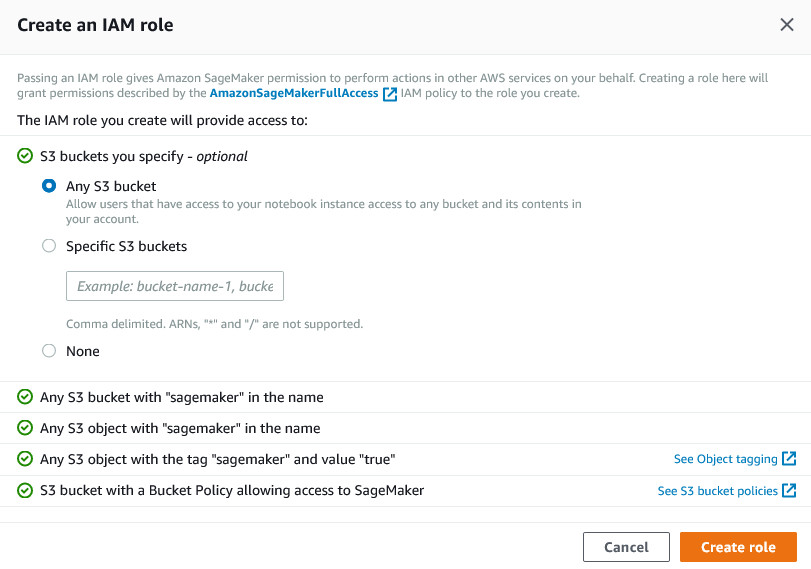 Create an IAM role
Passing an IAM role gives Amazon SageMaker permission to perform actions in other AWS services on your behalf. Creating a role here will
grant permissions described by the AmazonSageMakerFullAccess IAM policy to the role you create.
The IAM role you create will provide access to:
S3 buckets you specify - optional
Any S3 bucket
Allow users that have access to your notebook instance access to any bucket and its contents in
your account.
Specific S3 buckets
Example: bucket-name-1, bucke
Comma delimited. ARNs, "*" and "/" are not supported.
None
Any S3 bucket with "sagemaker" in the name
Any S3 object with "sagemaker" in the name
Any S3 object with the tag "sagemaker" and value "true" See Object tagging
S3 bucket with a Bucket Policy allowing access to SageMaker See S3 bucket policies
Cancel Create role